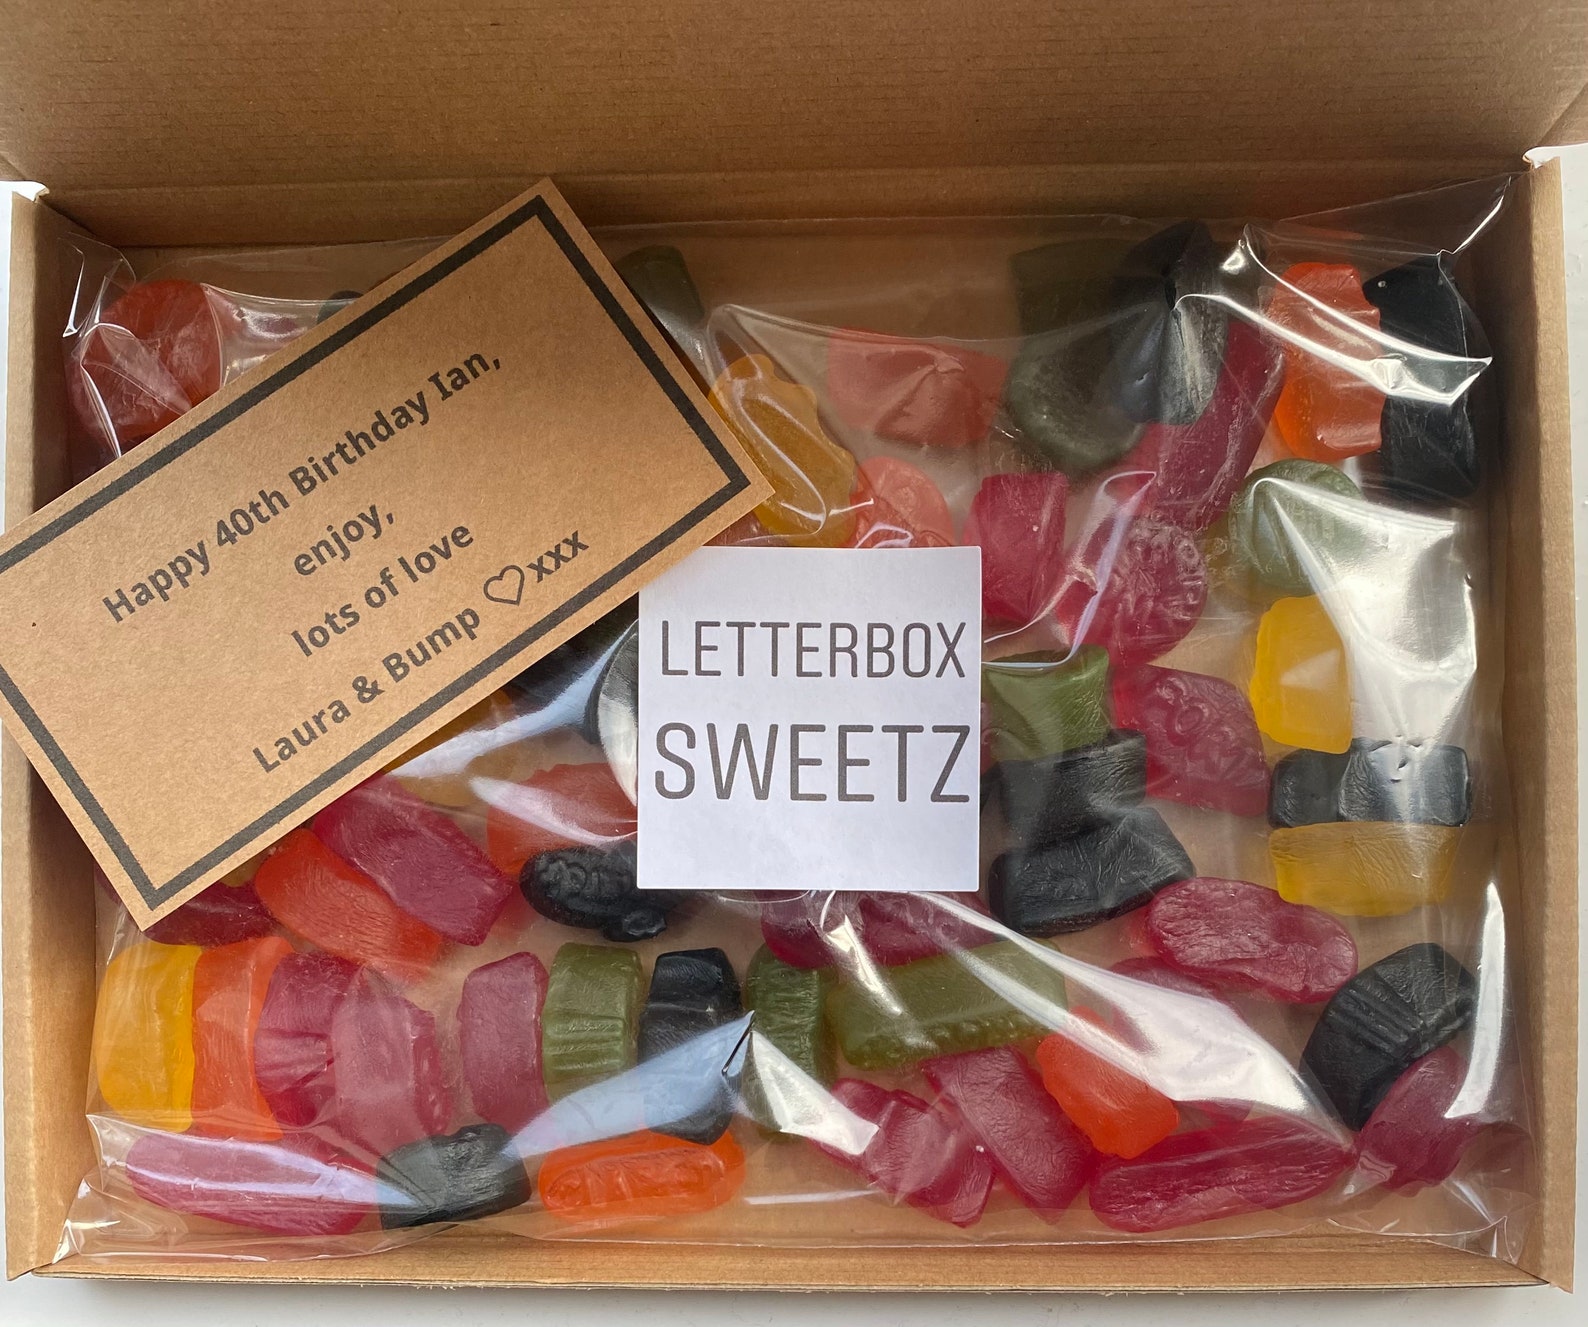 Happy 40th Birthday Ian,
enjoy,
lots of love
Laura & Bump ♡xxx
LETTERBOX
SWEETZ